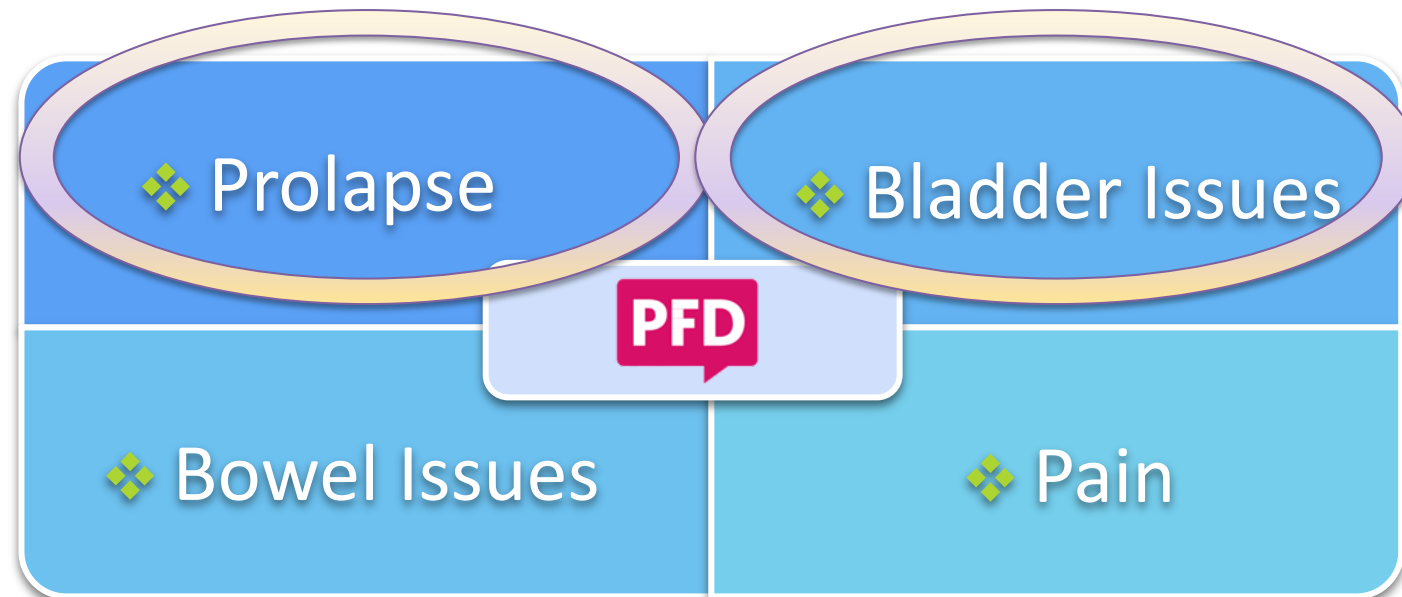 ❖ Prolapse
❖ Bladder Issues
PFD
❖ Bowel Issues
❖ Pain